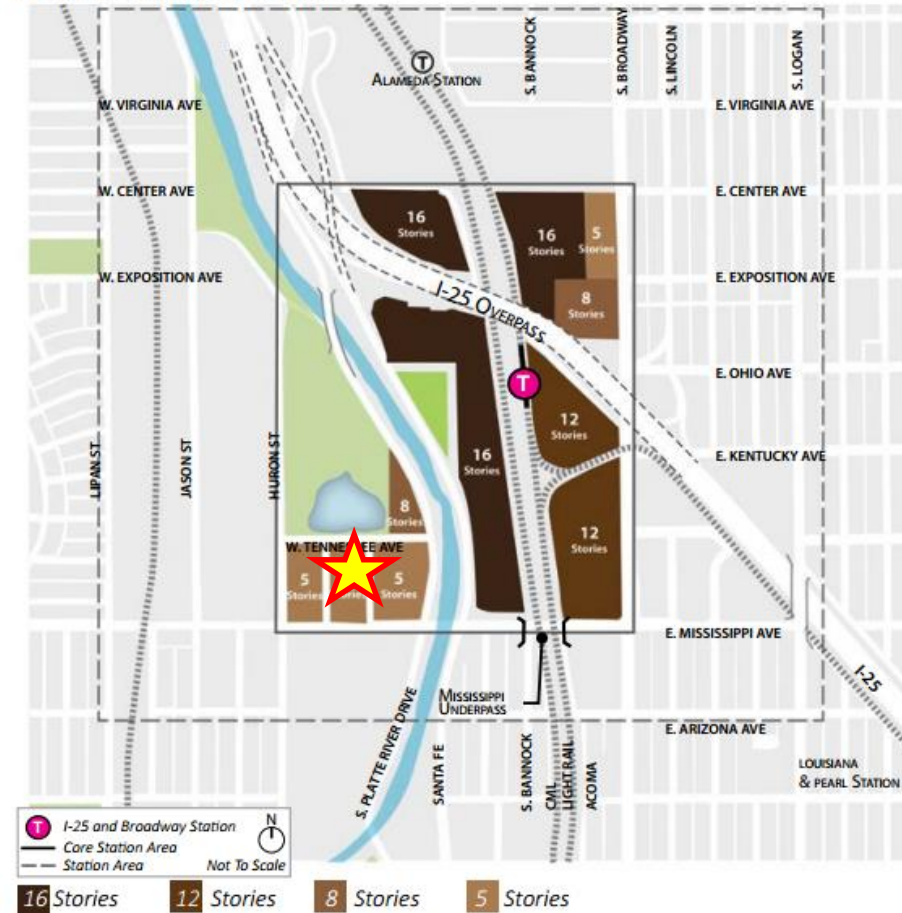 T
ALAMEDA STATION
S. BANNOCK
S. BROADWAY
S. LINCOLN
S. LOGAN
W. VIRGINIA AVE
E. VIRGINIA AVE
W. CENTER AVE
E. CENTER AVE
16
Stories
16
Stories
5
Stories
W. EXPOSITION AVE
E. EXPOSITION AVE
8
Stories
I-25 OVERPASS
T
E. OHIO AVE
12
Stories
LIPAN ST
JASON ST
HURON ST
16
Stories
E. KENTUCKY AVE
8
Stories
12
Stories
W. TENNE
EE AVE
5
Stories
5
Stories
E. MISSISSIPPI AVE
I-25
MISSISSIPPI
UNDERPASS
S. PLATTE RIVER DRIVE
SANTA FE
S. BANNOCK
CML
LIGHT RAIL
ACOMA
E. ARIZONA AVE
LOUISIANA
& PEARL STATION
T I-25 and Broadway Station
N
Core Station Area
Station Area
Not To Scale
16 Stories
12 Stories
8 Stories
5 Stories